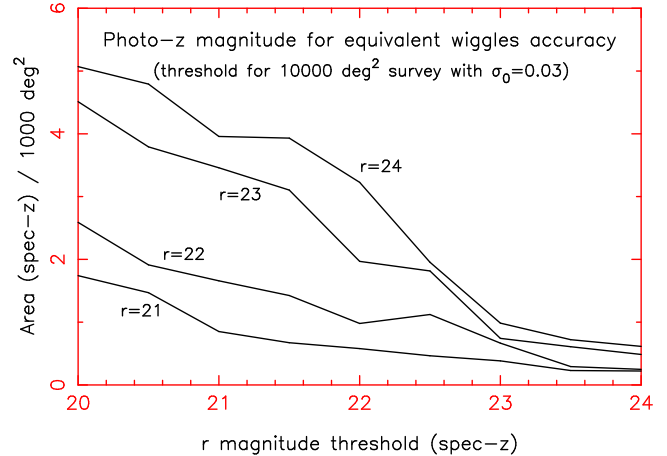 Photo-z magnitude for equivalent wiggles accuracy
(threshold for 10000 deg² survey with σ₀=0.03)
6
4
2
0
Area (spec-z) / 1000 deg²
r=24
r=23
r=22
r=21
20 21 22 23 24
r magnitude threshold (spec-z)